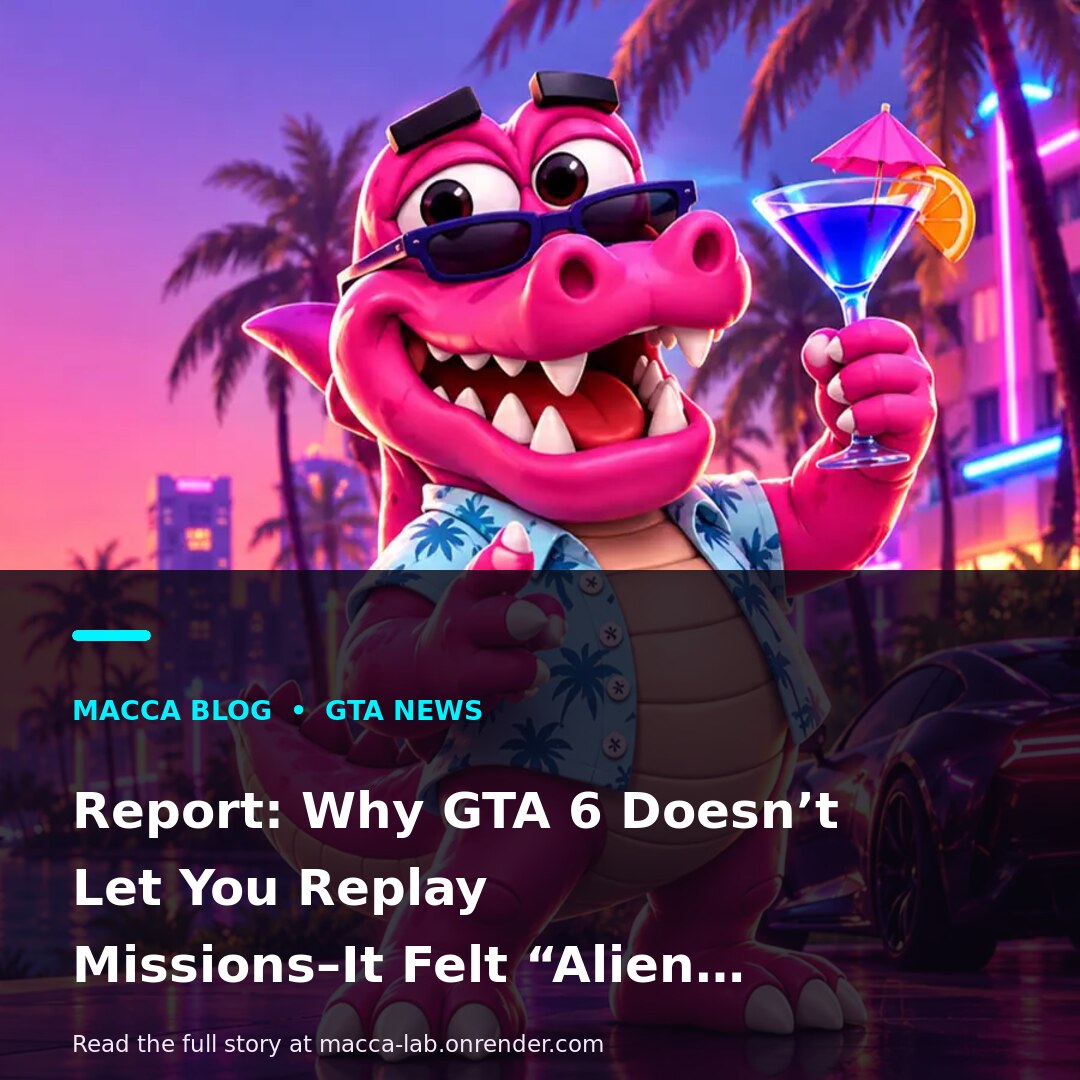 MACCA BLOG • GTA NEWS
Report: Why GTA 6 Doesn’t
Let You Replay
Missions–It Felt “Alien…
Read the full story at macca-lab.onrender.com